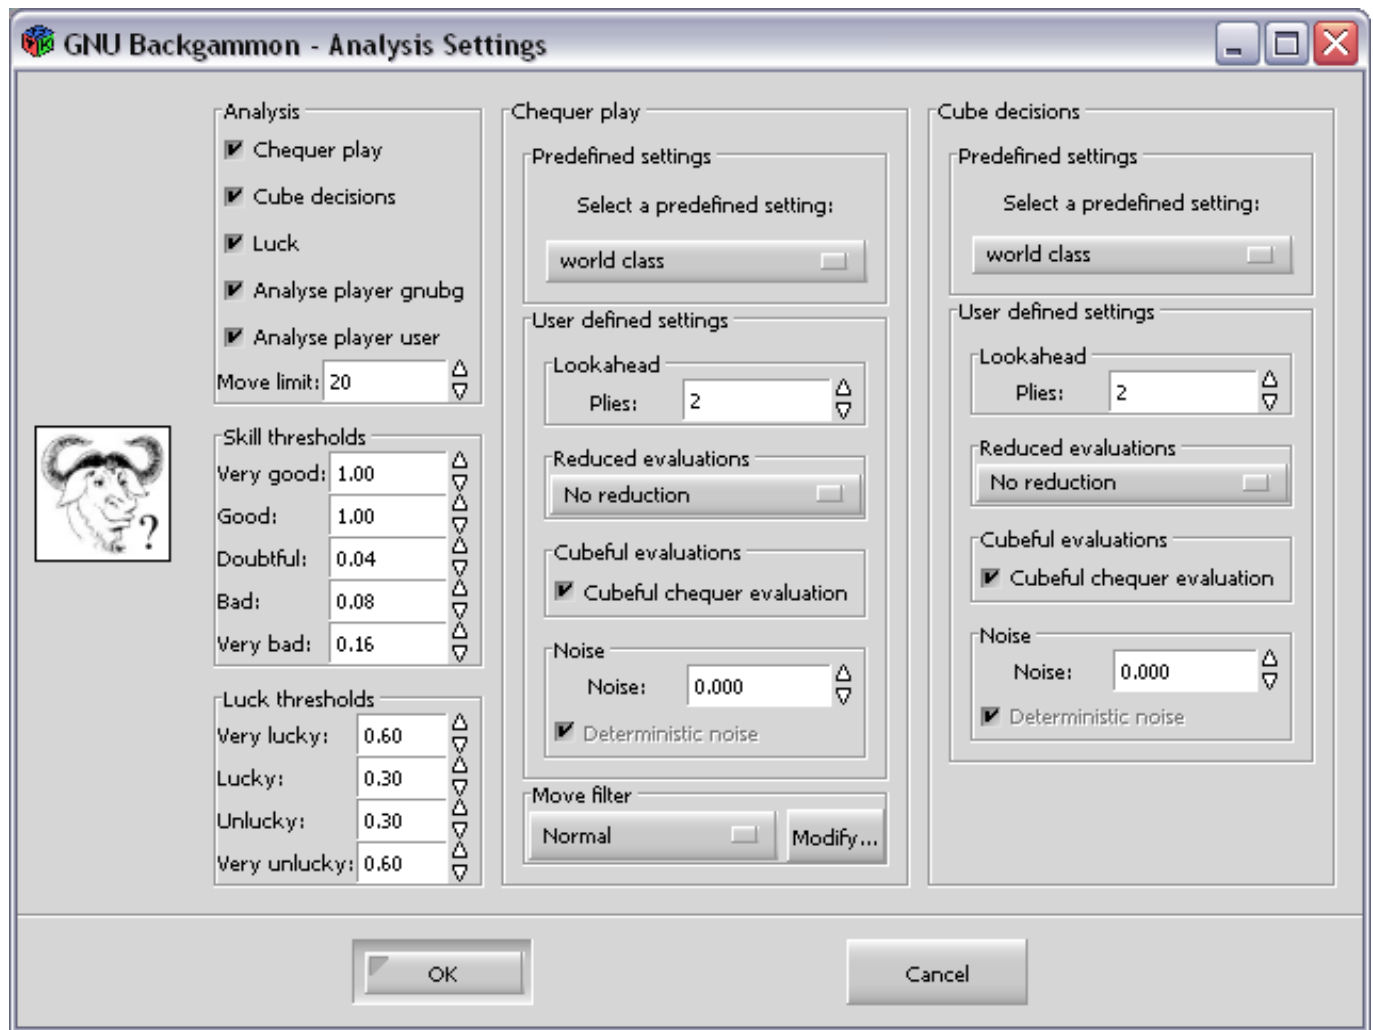 GNU Backgammon - Analysis Settings
Analysis
Chequer play
Cube decisions
Luck
Analyse player gnubg
Analyse player user
Move limit: 20
Skill thresholds
Very good: 1.00
Good: 1.00
Doubtful: 0.04
Bad: 0.08
Very bad: 0.16
Luck thresholds
Very lucky: 0.60
Lucky: 0.30
Unlucky: 0.30
Very unlucky: 0.60
Chequer play
Predefined settings
Select a predefined setting:
world class
User defined settings
Lookahead
Plies: 2
Reduced evaluations
No reduction
Cubeful evaluations
Cubeful chequer evaluation
Noise
Noise: 0.000
Deterministic noise
Move filter
Normal Modify...
Cube decisions
Predefined settings
Select a predefined setting:
world class
User defined settings
Lookahead
Plies: 2
Reduced evaluations
No reduction
Cubeful evaluations
Cubeful chequer evaluation
Noise
Noise: 0.000
Deterministic noise
?
OK Cancel